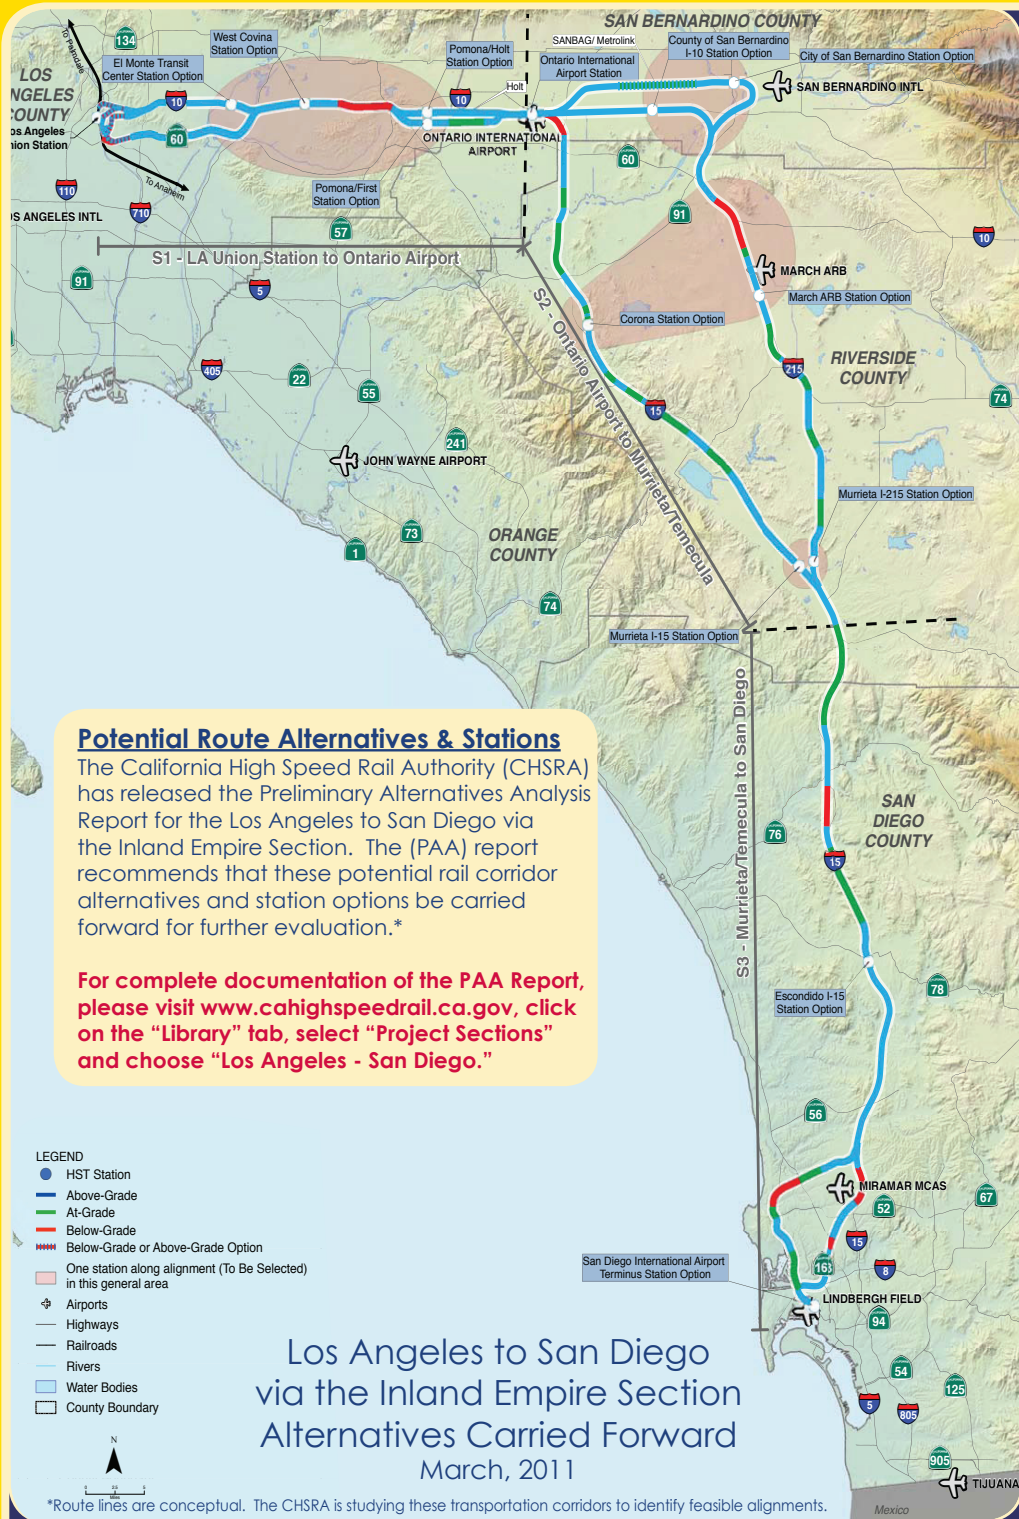 SAN BERNARDINO COUNTY
To Palmdale
134
West Covina
Station Option
Pomona/Holt
Station Option
SANBAG/ Metrolink
County of San Bernardino
I-10 Station Option
City of San Bernardino Station Option
El Monte Transit
Center Station Option
Ontario International
Airport Station
LOS
NGELES
COUNTY
os Angeles
nion Station
10
60
10
Holt
SAN BERNARDINO INTL
ONTARIO INTERNATIONAL
AIRPORT
60
To Anaheim
110
710
OS ANGELES INTL
Pomona/First
Station Option
57
91
10
S1 - LA Union Station to Ontario Airport
91
5
MARCH ARB
March ARB Station Option
S2 - Ontario Airport to Murrieta/Temecula
Corona Station Option
RIVERSIDE
COUNTY
405
22
55
215
74
15
241
JOHN WAYNE AIRPORT
Murrieta I-215 Station Option
73
1
ORANGE
COUNTY
74
Murrieta I-15 Station Option
S3 - Murrieta/Temecula to San Diego
Potential Route Alternatives & Stations
The California High Speed Rail Authority (CHSRA)
has released the Preliminary Alternatives Analysis
Report for the Los Angeles to San Diego via
the Inland Empire Section.  The (PAA) report
recommends that these potential rail corridor
alternatives and station options be carried
forward for further evaluation.*
For complete documentation of the PAA Report,
please visit www.cahighspeedrail.ca.gov, click
on the “Library” tab, select “Project Sections”
and choose “Los Angeles - San Diego.”
SAN
DIEGO
COUNTY
76
15
78
Escondido I-15
Station Option
56
MIRAMAR MCAS
67
52
15
8
163
San Diego International Airport
Terminus Station Option
LINDBERGH FIELD
94
54
125
5
805
905
TIJUANA
Mexico
LEGEND
HST Station
Above-Grade
At-Grade
Below-Grade
Below-Grade or Above-Grade Option
One station along alignment (To Be Selected)
in this general area
Airports
Highways
Railroads
Rivers
Water Bodies
County Boundary
N
0 2.5 5
Miles
Los Angeles to San Diego
via the Inland Empire Section
Alternatives Carried Forward
March, 2011
*Route lines are conceptual.  The CHSRA is studying these transportation corridors to identify feasible alignments.